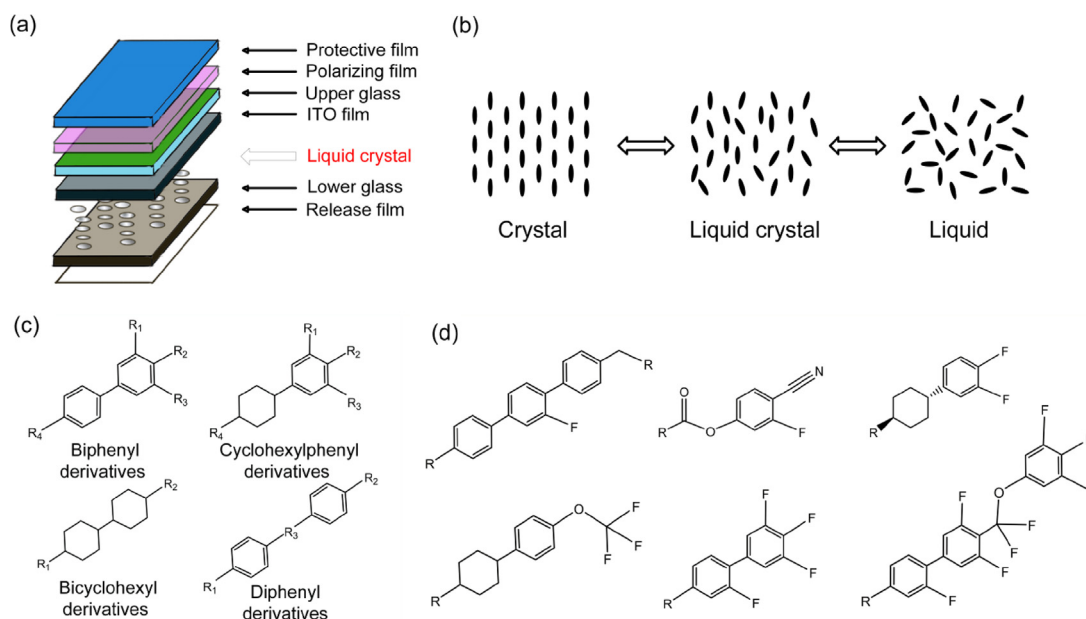 (a)
Protective film
Polarizing film
Upper glass
ITO film
Liquid crystal
Lower glass
Release film
(b)
Crystal
Liquid crystal
Liquid
(c)
R1
R2
R3
R4
Biphenyl
derivatives
R1
R2
R3
R4
Cyclohexylphenyl
derivatives
R2
R1
Bicyclohexyl
derivatives
R2
R3
R1
Diphenyl
derivatives
(d)
R
F
R
O
R
O
N
F
F
F
R
O
F
F
F
R
F
F
F
F
R
F
O
F
F
F
F
F
R